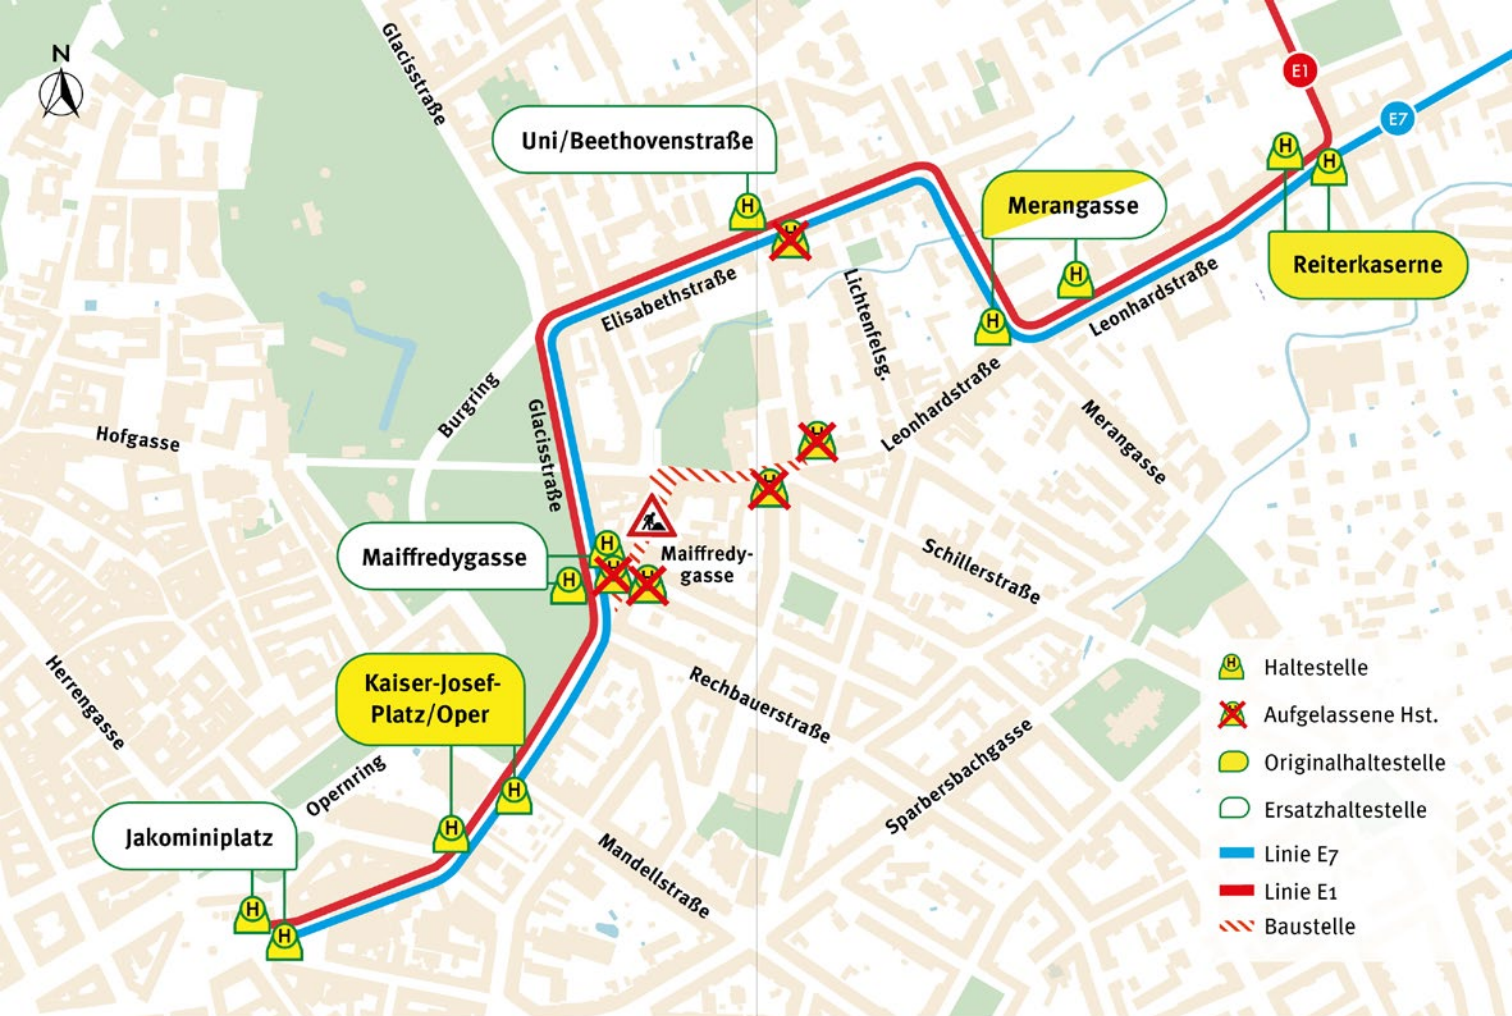 N
Glacisstraße
E1
E7
Uni/Beethovenstraße
H
H
H
Merangasse
H
H
H
Reiterkaserne
Elisabethstraße
Lichtenfelsg.
Leonhardstraße
Leonhardstraße
Merangasse
Burgring
Hofgasse
Glacisstraße
H
H
Maiffredygasse
H
H
H
H
Maiffredy-
gasse
Schillerstraße
Herrengasse
Kaiser-Josef-
Platz/Oper
Rechbauerstraße
Opernring
H
H
Sparbersbachgasse
Jakominiplatz
Mandellstraße
H
H
H
Haltestelle
H
Aufgelassene Hst.
Originalhaltestelle
Ersatzhaltestelle
Linie E7
Linie E1
Baustelle